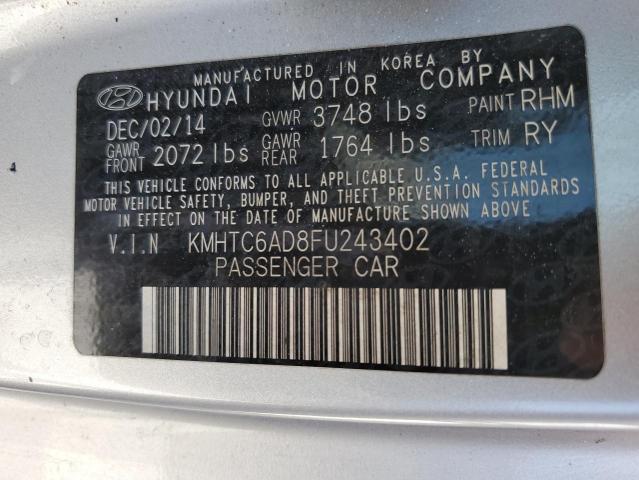 MANUFACTURED IN KOREA BY
HYUNDAI MOTOR COMPANY
DEC/02/14 GVWR 3748 lbs PAINT RHM
GAWR FRONT 2072 lbs GAWR REAR 1764 lbs TRIM RY
THIS VEHICLE CONFORMS TO ALL APPLICABLE U.S.A. FEDERAL
MOTOR VEHICLE SAFETY, BUMPER, AND THEFT PREVENTION STANDARDS
IN EFFECT ON THE DATE OF MANUFACTURE SHOWN ABOVE.
V.I.N KMHTC6AD8FU243402
PASSENGER CAR